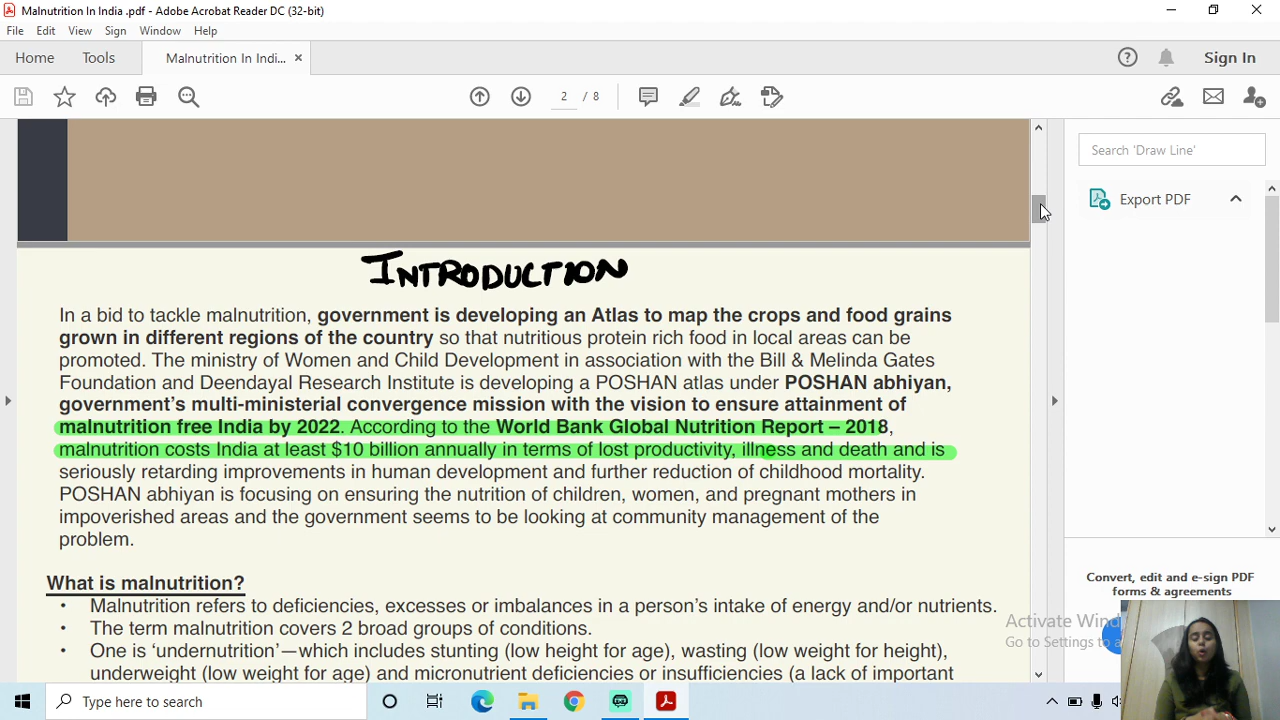 Malnutrition In India .pdf - Adobe Acrobat Reader DC (32-bit)
File Edit View Sign Window Help
Home Tools Malnutrition In Indi... × Sign In
2 / 8
Search 'Draw Line'
Export PDF
INTRODUCTION
In a bid to tackle malnutrition, government is developing an Atlas to map the crops and food grains
grown in different regions of the country so that nutritious protein rich food in local areas can be
promoted. The ministry of Women and Child Development in association with the Bill & Melinda Gates
Foundation and Deendayal Research Institute is developing a POSHAN atlas under POSHAN abhiyan,
government's multi-ministerial convergence mission with the vision to ensure attainment of
malnutrition free India by 2022. According to the World Bank Global Nutrition Report – 2018,
malnutrition costs India at least $10 billion annually in terms of lost productivity, illness and death and is
seriously retarding improvements in human development and further reduction of childhood mortality.
POSHAN abhiyan is focusing on ensuring the nutrition of children, women, and pregnant mothers in
impoverished areas and the government seems to be looking at community management of the
problem.
What is malnutrition?
• Malnutrition refers to deficiencies, excesses or imbalances in a person's intake of energy and/or nutrients.
• The term malnutrition covers 2 broad groups of conditions.
• One is 'undernutrition'—which includes stunting (low height for age), wasting (low weight for height),
underweight (low weight for age) and micronutrient deficiencies or insufficiencies (a lack of important
Convert, edit and e-sign PDF
forms & agreements
Activate Wind
Go to Settings to a
Type here to search